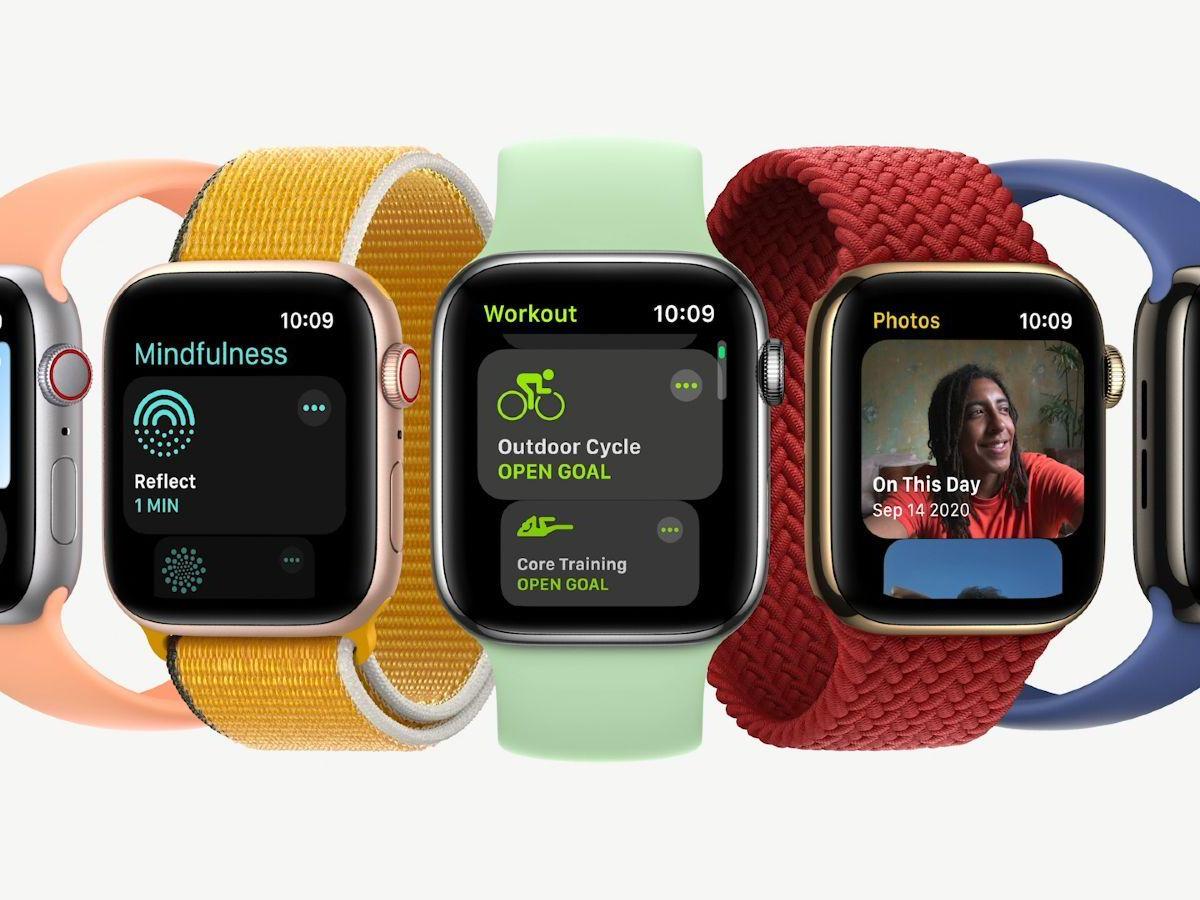 10:09
Mindfulness
Reflect
1 MIN
Workout 10:09
Outdoor Cycle
OPEN GOAL
Core Training
OPEN GOAL
Photos 10:09
On This Day
Sep 14 2020